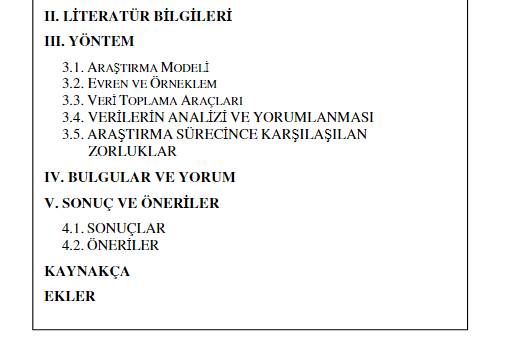 II. LİTERATÜR BİLGİLERİ
III. YÖNTEM
3.1. ARAŞTIRMA MODELİ
3.2. EVREN VE ÖRNEKLEM
3.3. VERİ TOPLAMA ARAÇLARI
3.4. VERİLERİN ANALİZİ VE YORUMLANMASI
3.5. ARAŞTIRMA SÜRECİNCE KARŞILAŞILAN
ZORLUKLAR
IV. BULGULAR VE YORUM
V. SONUÇ VE ÖNERİLER
4.1. SONUÇLAR
4.2. ÖNERİLER
KAYNAKÇA
EKLER